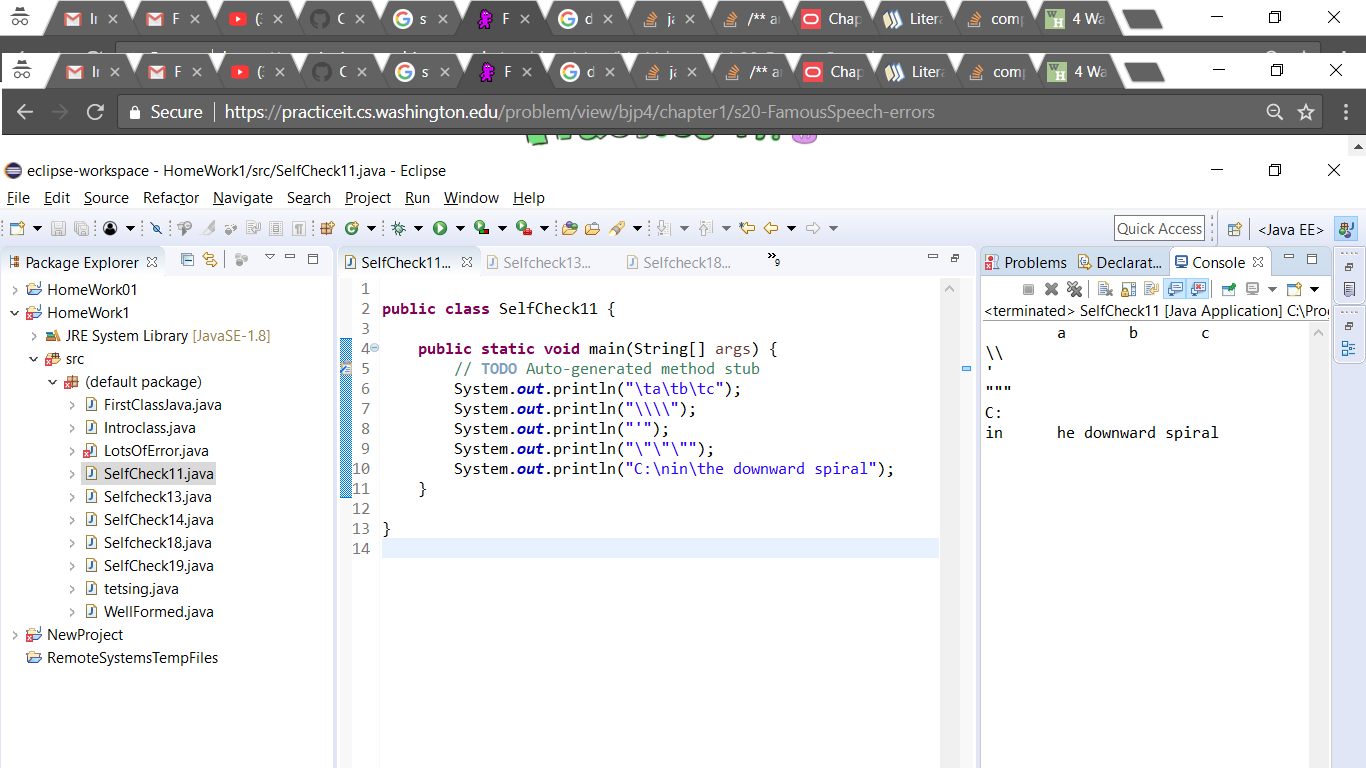 I
F
(
C
s
F
d
ja
/** a
Chap
Litera
comp
4 Wa
I
F
(
C
s
F
d
ja
/** a
Chap
Litera
comp
4 Wa
Secure https://practiceit.cs.washington.edu/problem/view/bjp4/chapter1/s20-FamousSpeech-errors
eclipse-workspace - HomeWork1/src/SelfCheck11.java - Eclipse
File Edit Source Refactor Navigate Search Project Run Window Help
Quick Access
<Java EE>
Package Explorer
HomeWork01
HomeWork1
JRE System Library [JavaSE-1.8]
src
(default package)
FirstClassJava.java
Introclass.java
LotsOfError.java
SelfCheck11.java
Selfcheck13.java
SelfCheck14.java
Selfcheck18.java
SelfCheck19.java
tetsing.java
WellFormed.java
NewProject
RemoteSystemsTempFiles
SelfCheck11... Selfcheck13... Selfcheck18... »9
1
2 public class SelfCheck11 {
3
4 public static void main(String[] args) {
5 // TODO Auto-generated method stub
6 System.out.println("\ta\tb\tc");
7 System.out.println("\\\\");
8 System.out.println("'");
9 System.out.println("\"\"\"");
10 System.out.println("C:\nin\the downward spiral");
11 }
12
13 }
14
Problems Declarat... Console
<terminated> SelfCheck11 [Java Application] C:\Pro
a b c
\\
'
"""
C:
in he downward spiral